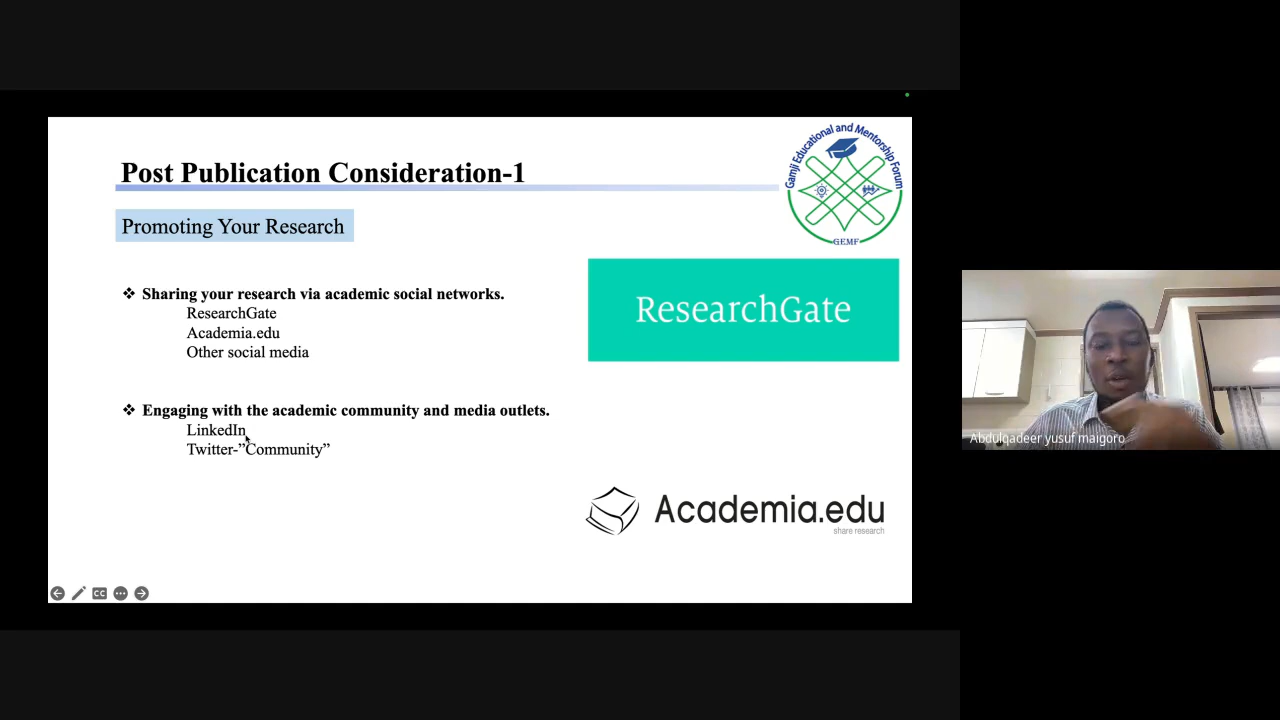 Post Publication Consideration-1
Gamji Educational and Mentorship Forum
GEMF
Promoting Your Research
❖ Sharing your research via academic social networks.
ResearchGate
Academia.edu
Other social media
ResearchGate
❖ Engaging with the academic community and media outlets.
LinkedIn
Twitter-”Community”
Academia.edu
share research
CC
Abdulqadeer yusuf maigoro